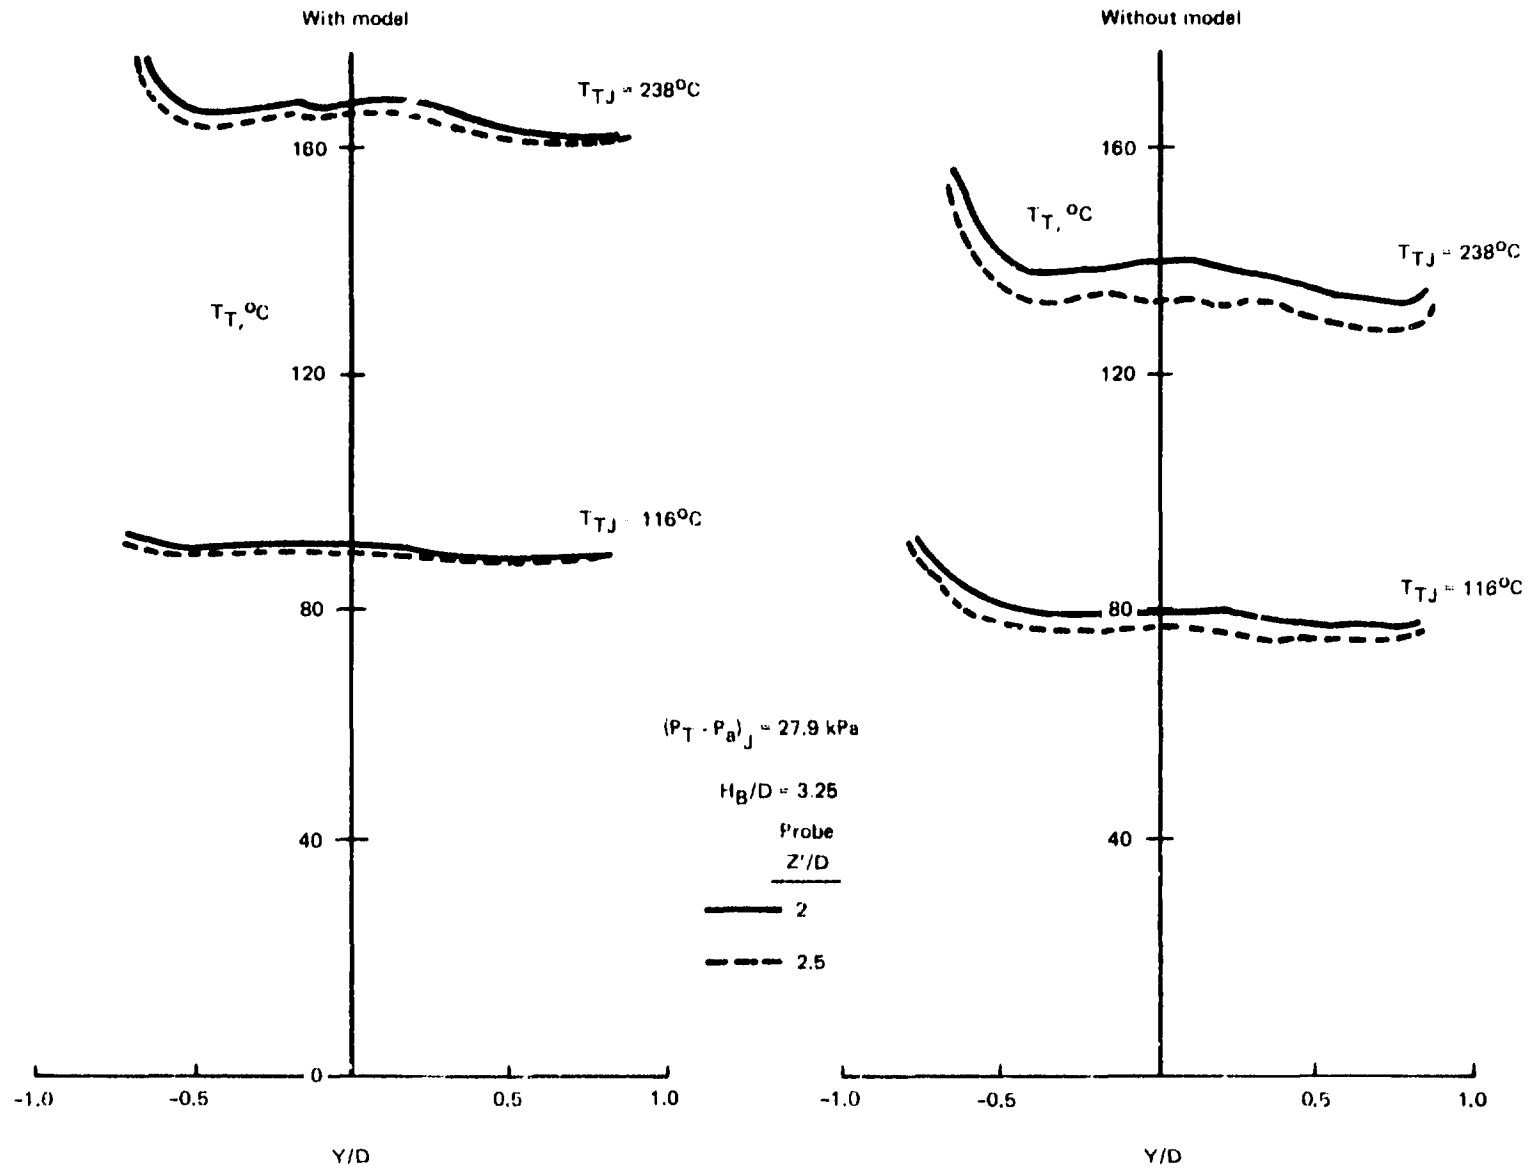 With model
Without model
T_TJ = 238°C
160
160
T_T, °C
T_TJ = 238°C
T_T, °C
120
120
T_TJ = 116°C
T_TJ = 116°C
80
80
(P_T - P_a)_J = 27.9 kPa
H_B/D = 3.25
Probe
40
40
Z'/D
2
2.5
0
-1.0 -0.5 0.5 1.0
-1.0 -0.5 0.5 1.0
Y/D
Y/D